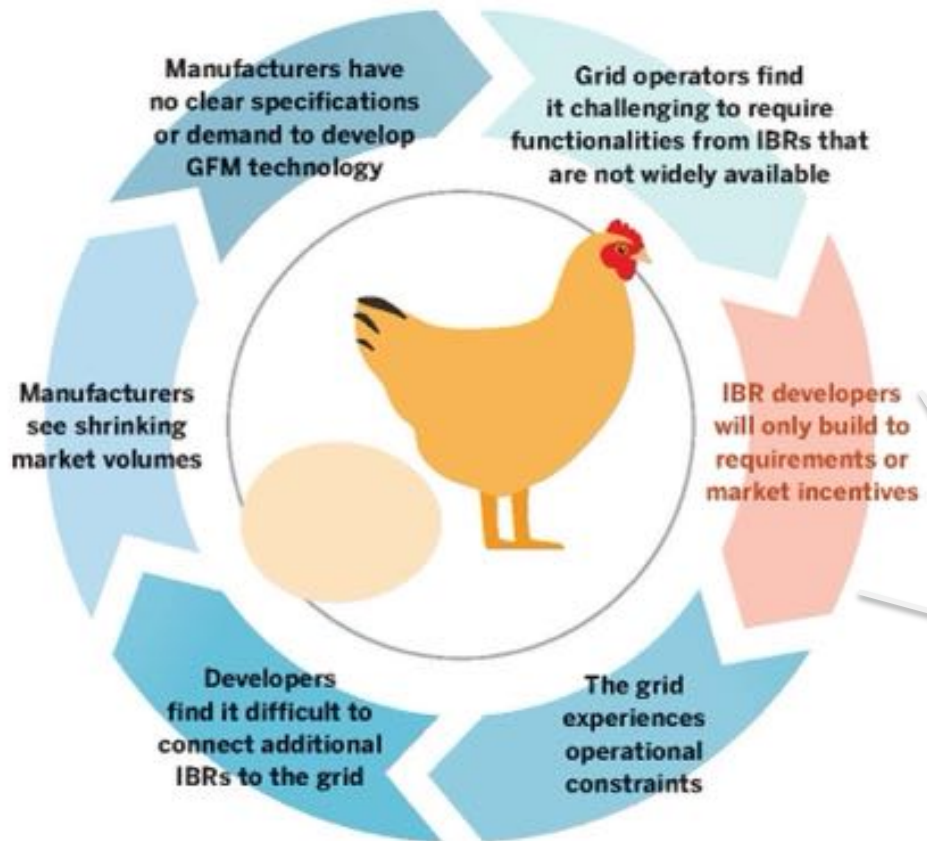 Manufacturers have
no clear specifications
or demand to develop
GFM technology
Grid operators find
it challenging to require
functionalities from IBRs that
are not widely available
IBR developers
will only build to
requirements or
market incentives
The grid
experiences
operational
constraints
Developers
find it difficult to
connect additional
IBRs to the grid
Manufacturers
see shrinking
market volumes